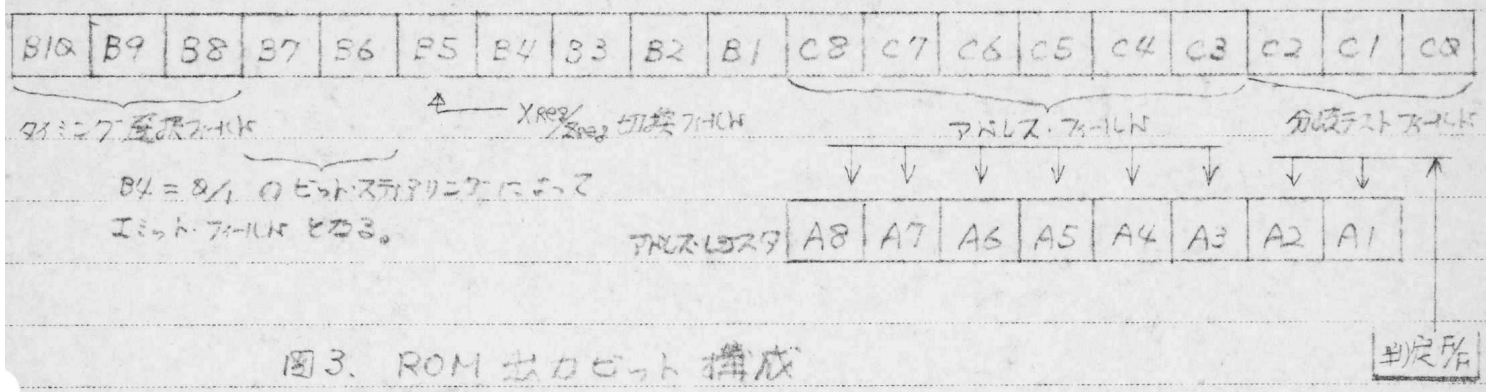 B10 B9 B8 B7 B6 B5 B4 B3 B2 B1 C8 C7 C6 C5 C4 C3 C2 C1 C0
タイミング選択フィールド
XReg/ZReg 切換フィールド
アドレス・フィールド
分岐テストフィールド
B4=0/1 のビット・スティアリングによって
エミット・フィールドとなる。
アドレス・レジスタ A8 A7 A6 A5 A4 A3 A2 A1
判定 F/F
図3. ROM 出力ビット構成